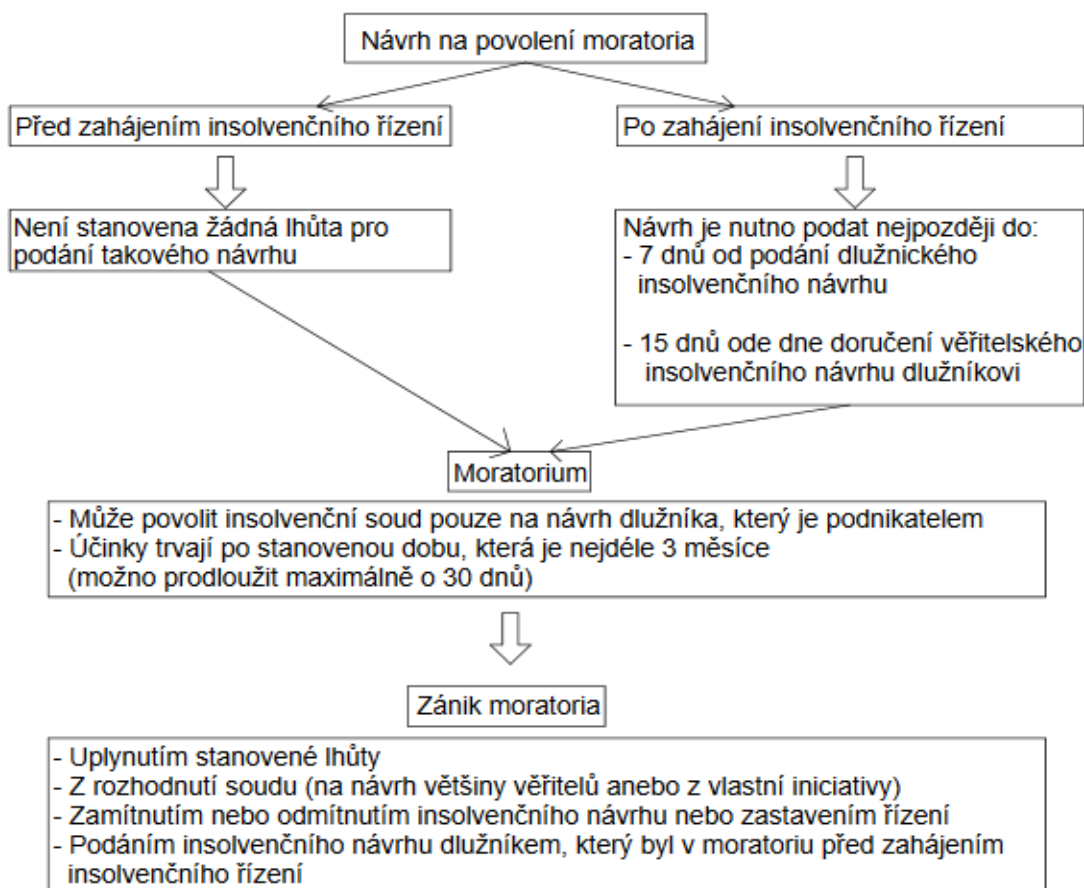 Návrh na povolení moratoria
Před zahájením insolvenčního řízení
Po zahájení insolvenčního řízení
Není stanovena žádná lhůta pro
podání takového návrhu
Návrh je nutno podat nejpozději do:
- 7 dnů od podání dlužnického
insolvenčního návrhu
- 15 dnů ode dne doručení věřitelského
insolvenčního návrhu dlužníkovi
Moratorium
- Může povolit insolvenční soud pouze na návrh dlužníka, který je podnikatelem
- Účinky trvají po stanovenou dobu, která je nejdéle 3 měsíce
(možno prodloužit maximálně o 30 dnů)
Zánik moratoria
- Uplynutím stanovené lhůty
- Z rozhodnutí soudu (na návrh většiny věřitelů anebo z vlastní iniciativy)
- Zamítnutím nebo odmítnutím insolvenčního návrhu nebo zastavením řízení
- Podáním insolvenčního návrhu dlužníkem, který byl v moratoriu před zahájením
insolvenčního řízení